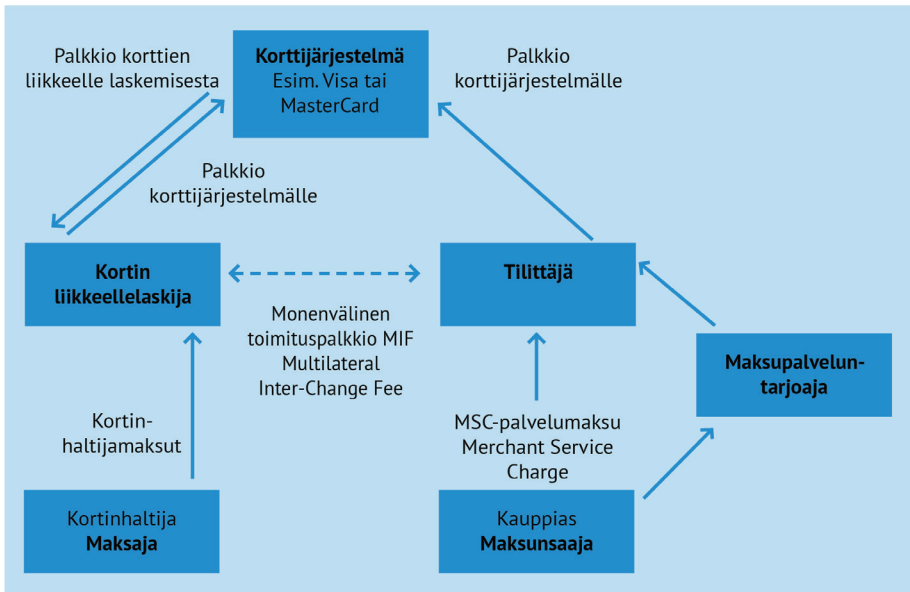 Palkkio korttien
liikkeelle laskemisesta
Korttijärjestelmä
Esim. Visa tai
MasterCard
Palkkio
korttijärjestelmälle
Palkkio
korttijärjestelmälle
Kortin
liikkeellelaskija
Tilittäjä
Monenvälinen
toimituspalkkio MIF
Multilateral
Inter-Change Fee
Maksupalvelun-
tarjoaja
Kortin-
haltijamaksut
MSC-palvelumaksu
Merchant Service
Charge
Kortinhaltija
Maksaja
Kauppias
Maksunsaaja